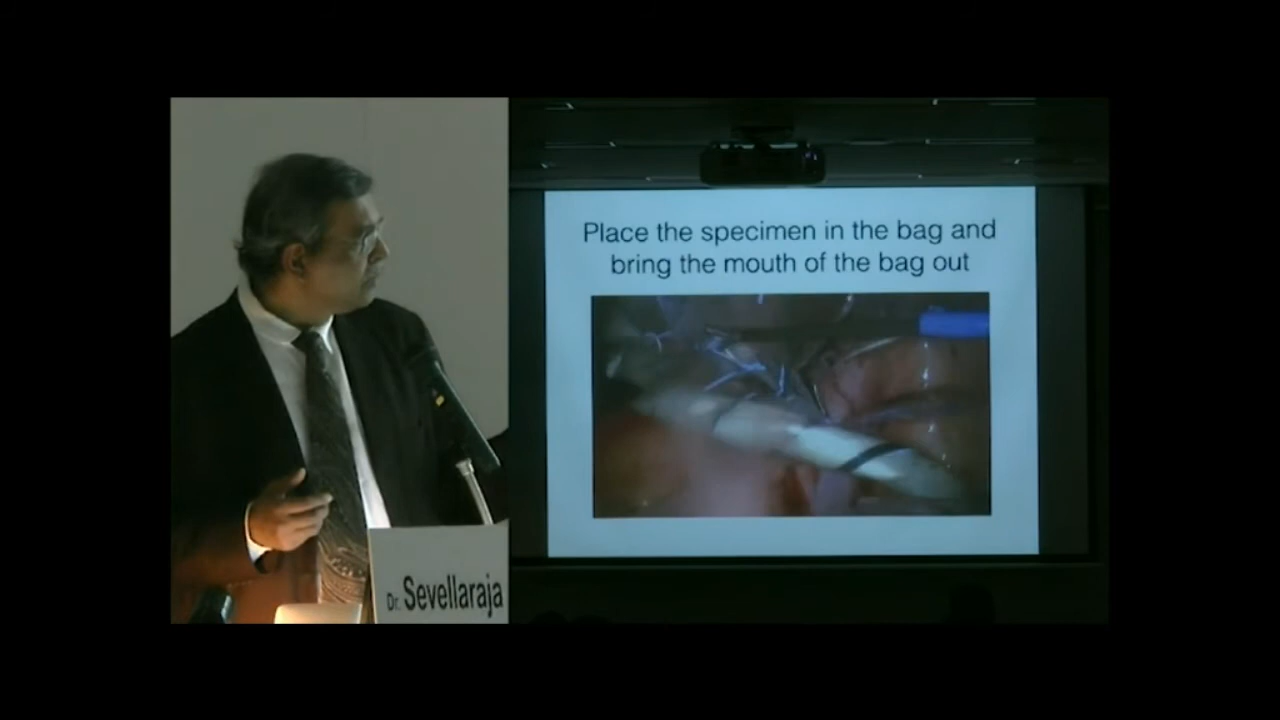 Place the specimen in the bag and
bring the mouth of the bag out
Dr. Sevellaraja